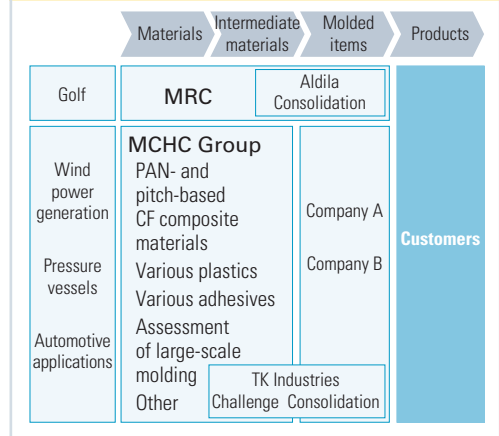 Materials
Intermediate
materials
Molded
items
Products
Golf
MRC
Aldila
Consolidation
Wind
power
generation
Pressure
vessels
Automotive
applications
MCHC Group
PAN- and
pitch-based
CF composite
materials
Various plastics
Various adhesives
Assessment
of large-scale
molding
Other
TK Industries
Challenge Consolidation
Company A
Company B
Customers